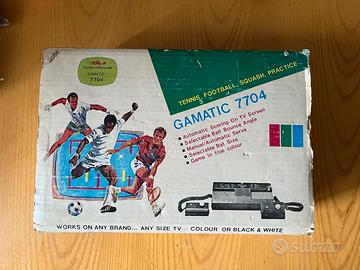 GAMATIC
7704
TENNIS, FOOTBALL, SQUASH, PRACTICE
GAMATIC 7704
• Automatic Scoring On TV Screen
• Selectable Ball Bounce Angle
• Manual/Automatic Serve
• Selectable Bat Size
• Game in true colour
WORKS ON ANY BRAND... ANY SIZE TV COLOUR OR BLACK & WHITE
subito